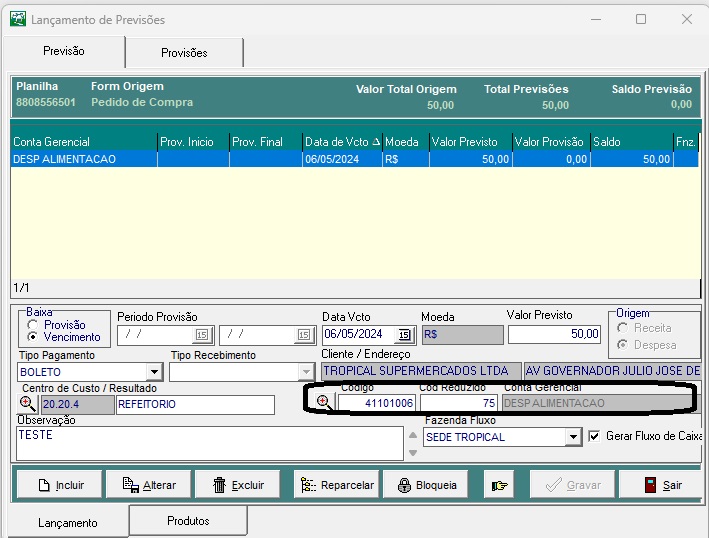 Lançamento de Previsões
Previsão Provisões
Planilha Form Origem Valor Total Origem Total Previsões Saldo Previsão
8808556501 Pedido de Compra 50,00 50,00 0,00
Conta Gerencial Prov. Inicio Prov. Final Data de Vcto Moeda Valor Previsto Valor Provisão Saldo Fnz.
DESP ALIMENTACAO 06/05/2024 R$ 50,00 0,00 50,00
1/1
Baixa Periodo Provisão Data Vcto Moeda Valor Previsto Origem
Provisão Receita
Vencimento / / 15 / / 15 06/05/2024 15 R$ 50,00 Despesa
Tipo Pagamento Tipo Recebimento Cliente / Endereço
BOLETO TROPICAL SUPERMERCADOS LTDA AV GOVERNADOR JULIO JOSE DE
Centro de Custo / Resultado Código Cod Reduzido Conta Gerencial
20.20.4 REFEITORIO 41101006 75 DESP ALIMENTACAO
Observação Fazenda Fluxo
TESTE SEDE TROPICAL Gerar Fluxo de Caixa
Incluir Alterar Excluir Reparcelar Bloqueia Gravar Sair
Lançamento Produtos